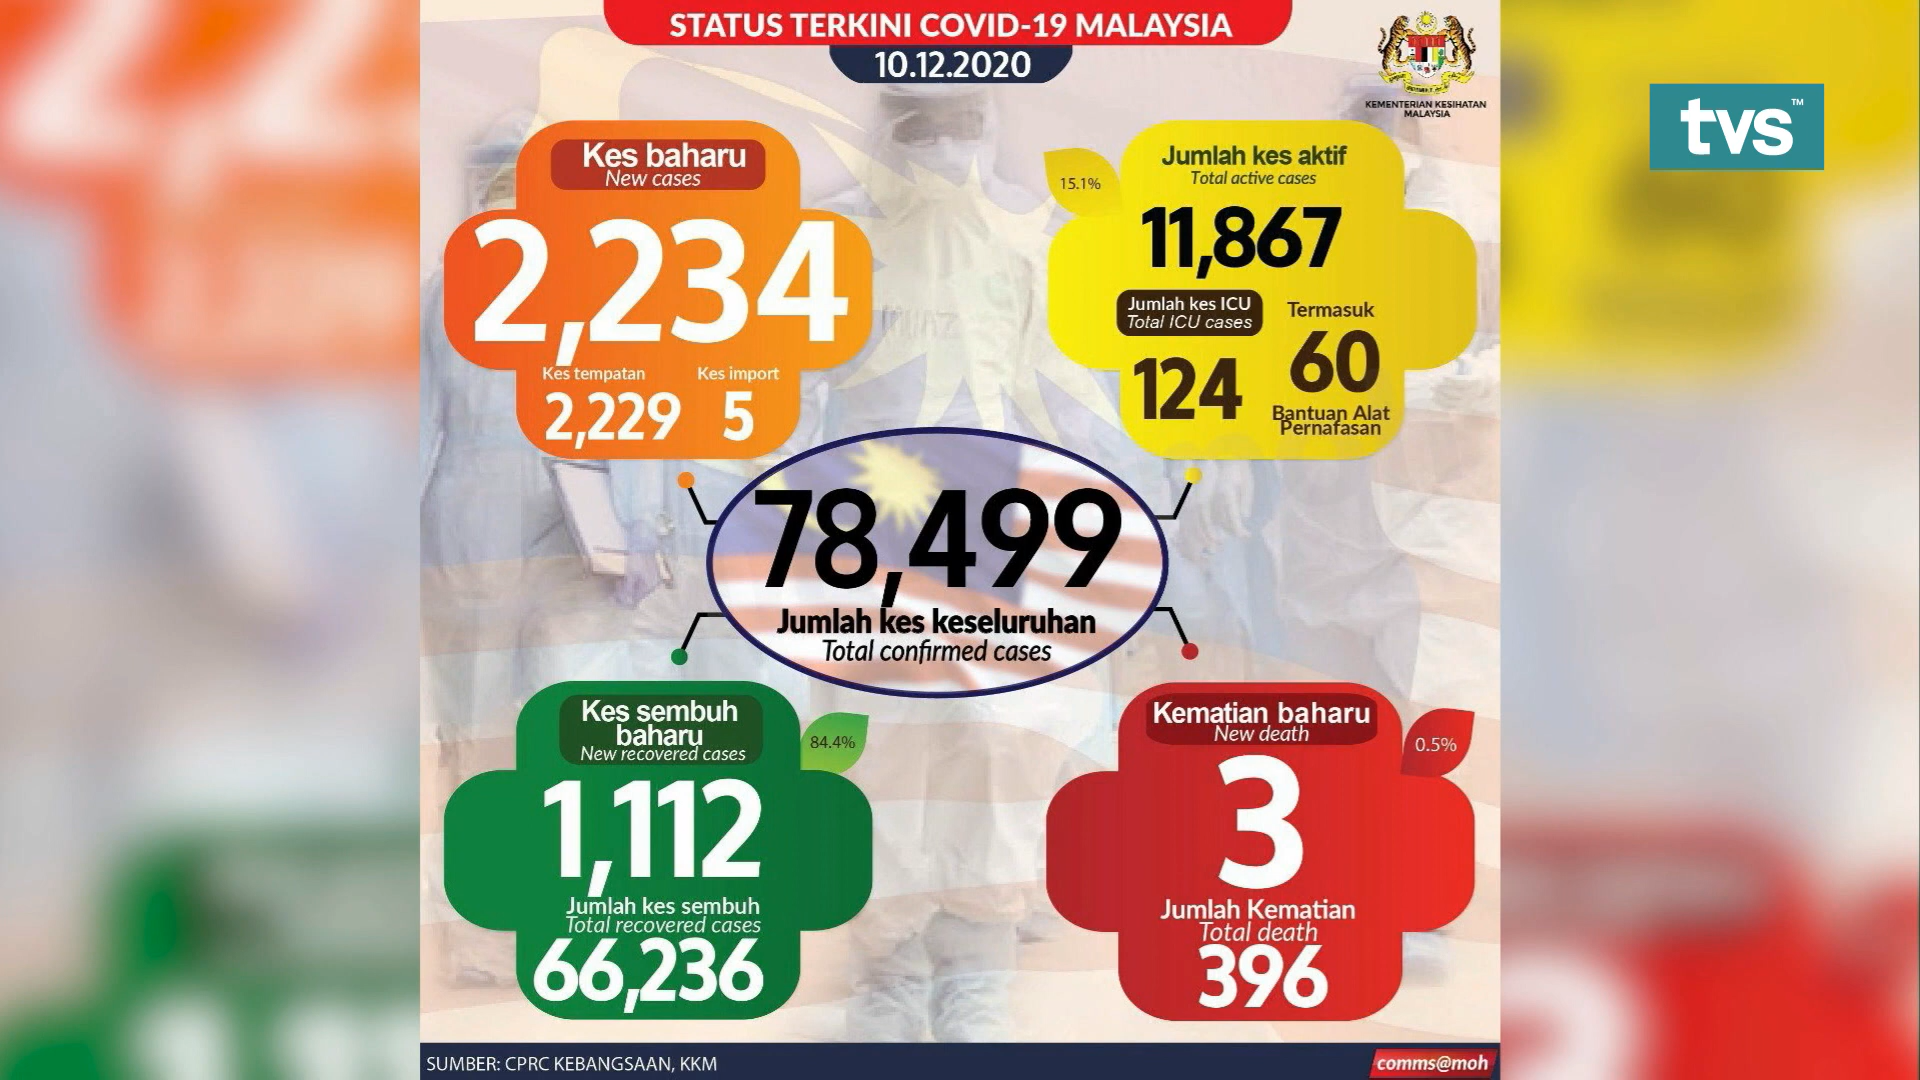 STATUS TERKINI COVID-19 MALAYSIA
10.12.2020
KEMENTERIAN KESIHATAN
MALAYSIA
tvs™
Kes baharu
New cases
2,234
Kes tempatan
2,229
Kes import
5
15.1%
Jumlah kes aktif
Total active cases
11,867
Jumlah kes ICU
Total ICU cases
124
Termasuk
60
Bantuan Alat
Pernafasan
78,499
Jumlah kes keseluruhan
Total confirmed cases
Kes sembuh
baharu
New recovered cases
84.4%
1,112
Jumlah kes sembuh
Total recovered cases
66,236
Kematian baharu
New death
0.5%
3
Jumlah Kematian
Total death
396
SUMBER: CPRC KEBANGSAAN, KKM
comms@moh